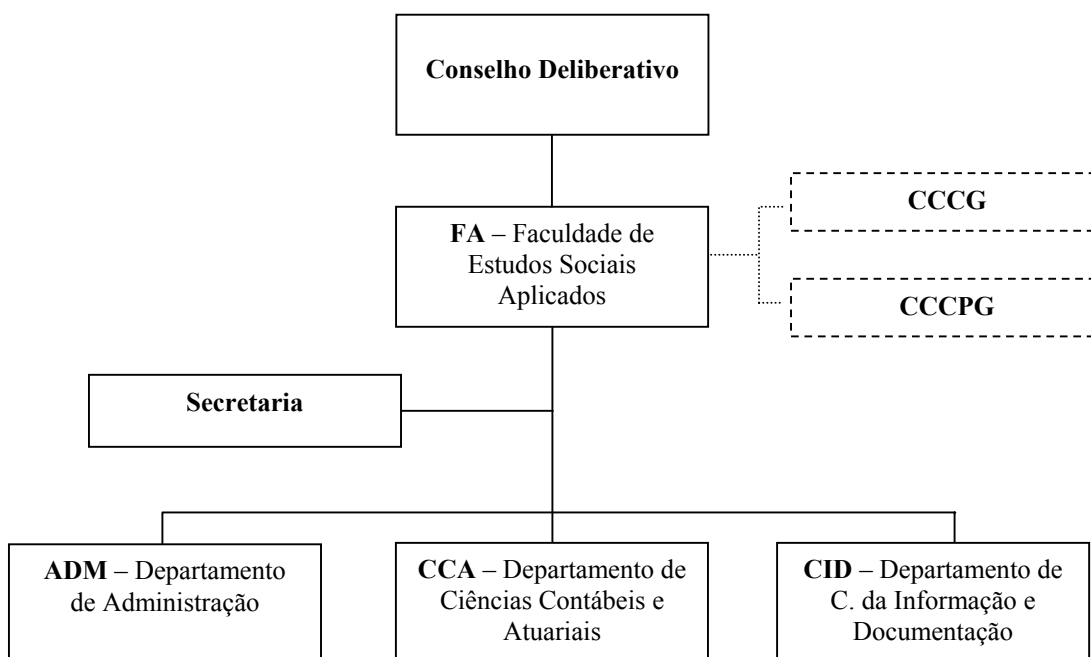 Conselho Deliberativo
CCCG
FA – Faculdade de
Estudos Sociais
Aplicados
CCCPG
Secretaria
ADM – Departamento
de Administração
CCA – Departamento de
Ciências Contábeis e
Atuariais
CID – Departamento de
C. da Informação e
Documentação